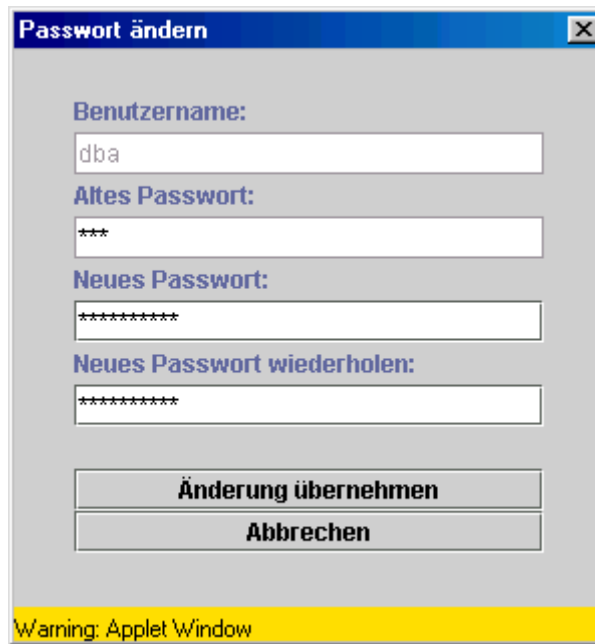 Passwort ändern
Benutzername:
dba
Altes Passwort:
***
Neues Passwort:
**********
Neues Passwort wiederholen:
**********
Änderung übernehmen
Abbrechen
Warning: Applet Window